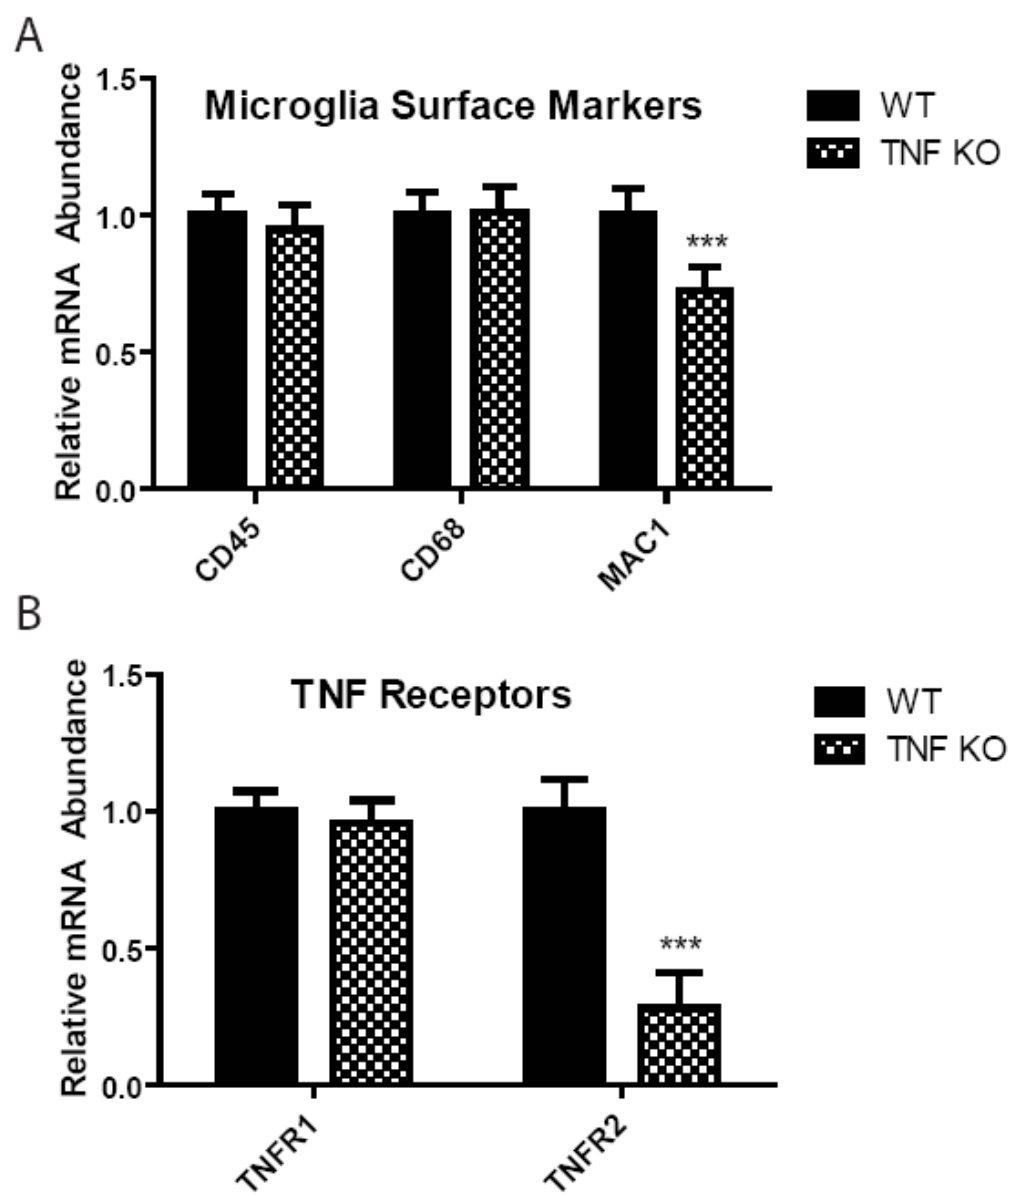 A
Microglia Surface Markers
WT
TNF KO
Relative mRNA Abundance
1.5
1.0
0.5
0.0
***
CD45
CD68
MAC1
B
TNF Receptors
WT
TNF KO
Relative mRNA Abundance
1.5
1.0
0.5
0.0
***
TNFR1
TNFR2